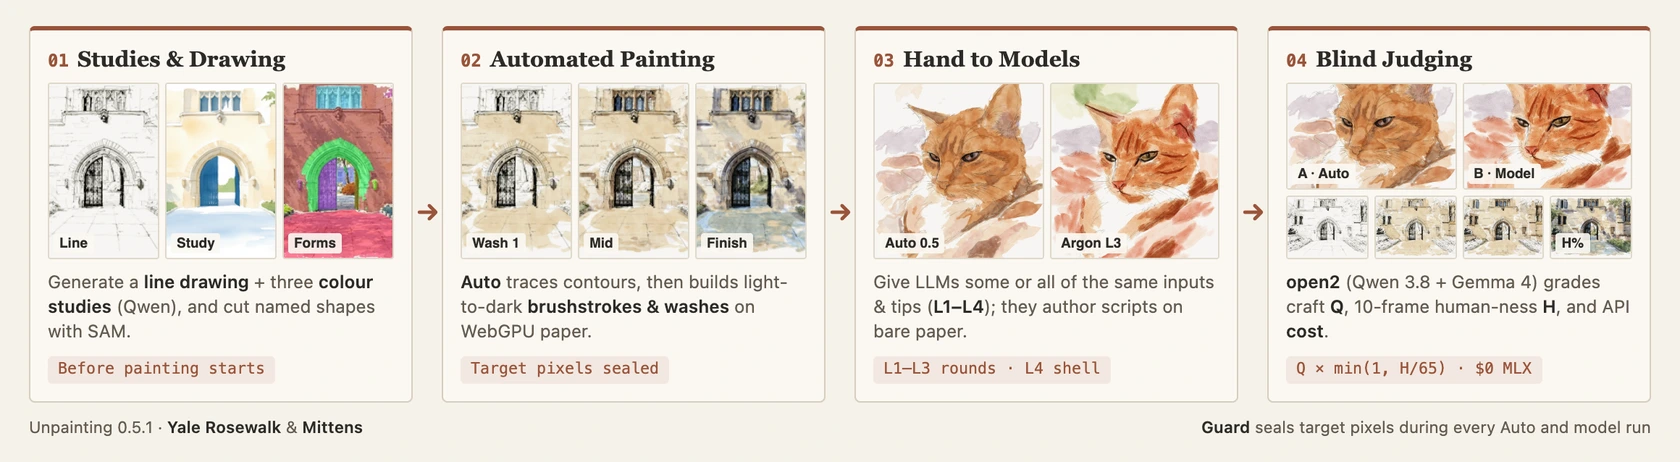 01 Studies & Drawing
Line
Study
Forms
Generate a line drawing + three colour
studies (Qwen), and cut named shapes
with SAM.
Before painting starts
02 Automated Painting
Wash 1
Mid
Finish
Auto traces contours, then builds light-
to-dark brushstrokes & washes on
WebGPU paper.
Target pixels sealed
03 Hand to Models
Auto 0.5
Argon L3
Give LLMs some or all of the same inputs
& tips (L1–L4); they author scripts on
bare paper.
L1–L3 rounds · L4 shell
04 Blind Judging
A · Auto
B · Model
H%
open2 (Qwen 3.8 + Gemma 4) grades
craft Q, 10-frame human-ness H, and API
cost.
Q × min(1, H/65) · $0 MLX
Unpainting 0.5.1 · Yale Rosewalk & Mittens
Guard seals target pixels during every Auto and model run